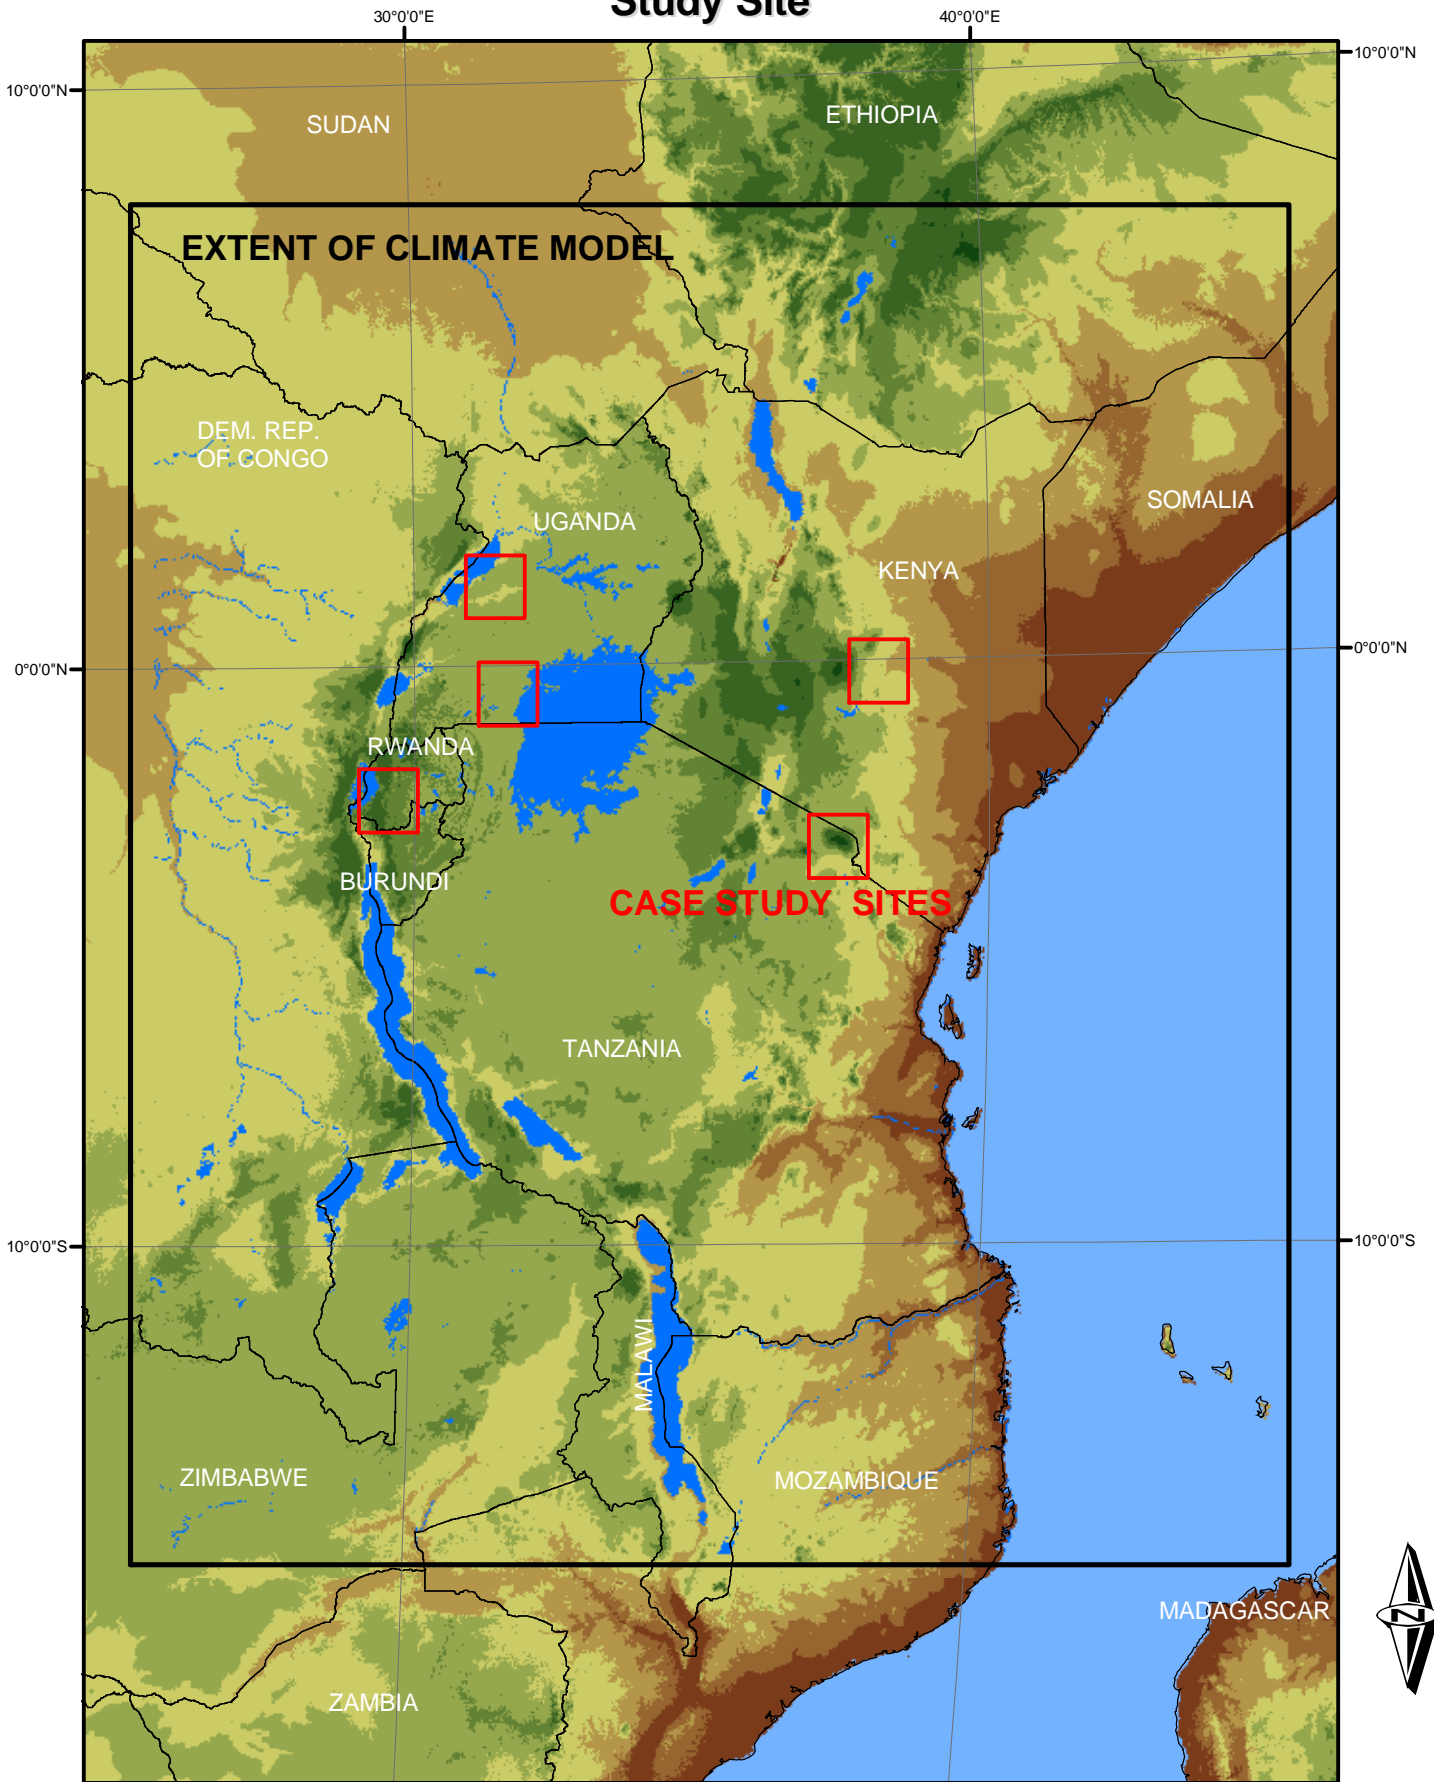 Study Site
30°0'0"E
40°0'0"E
10°0'0"N
10°0'0"N
SUDAN
ETHIOPIA
EXTENT OF CLIMATE MODEL
DEM. REP.
OF CONGO
SOMALIA
UGANDA
KENYA
0°0'0"N
0°0'0"N
RWANDA
BURUNDI
CASE STUDY SITES
TANZANIA
10°0'0"S
10°0'0"S
MALAWI
ZIMBABWE
MOZAMBIQUE
MADAGASCAR
N
ZAMBIA